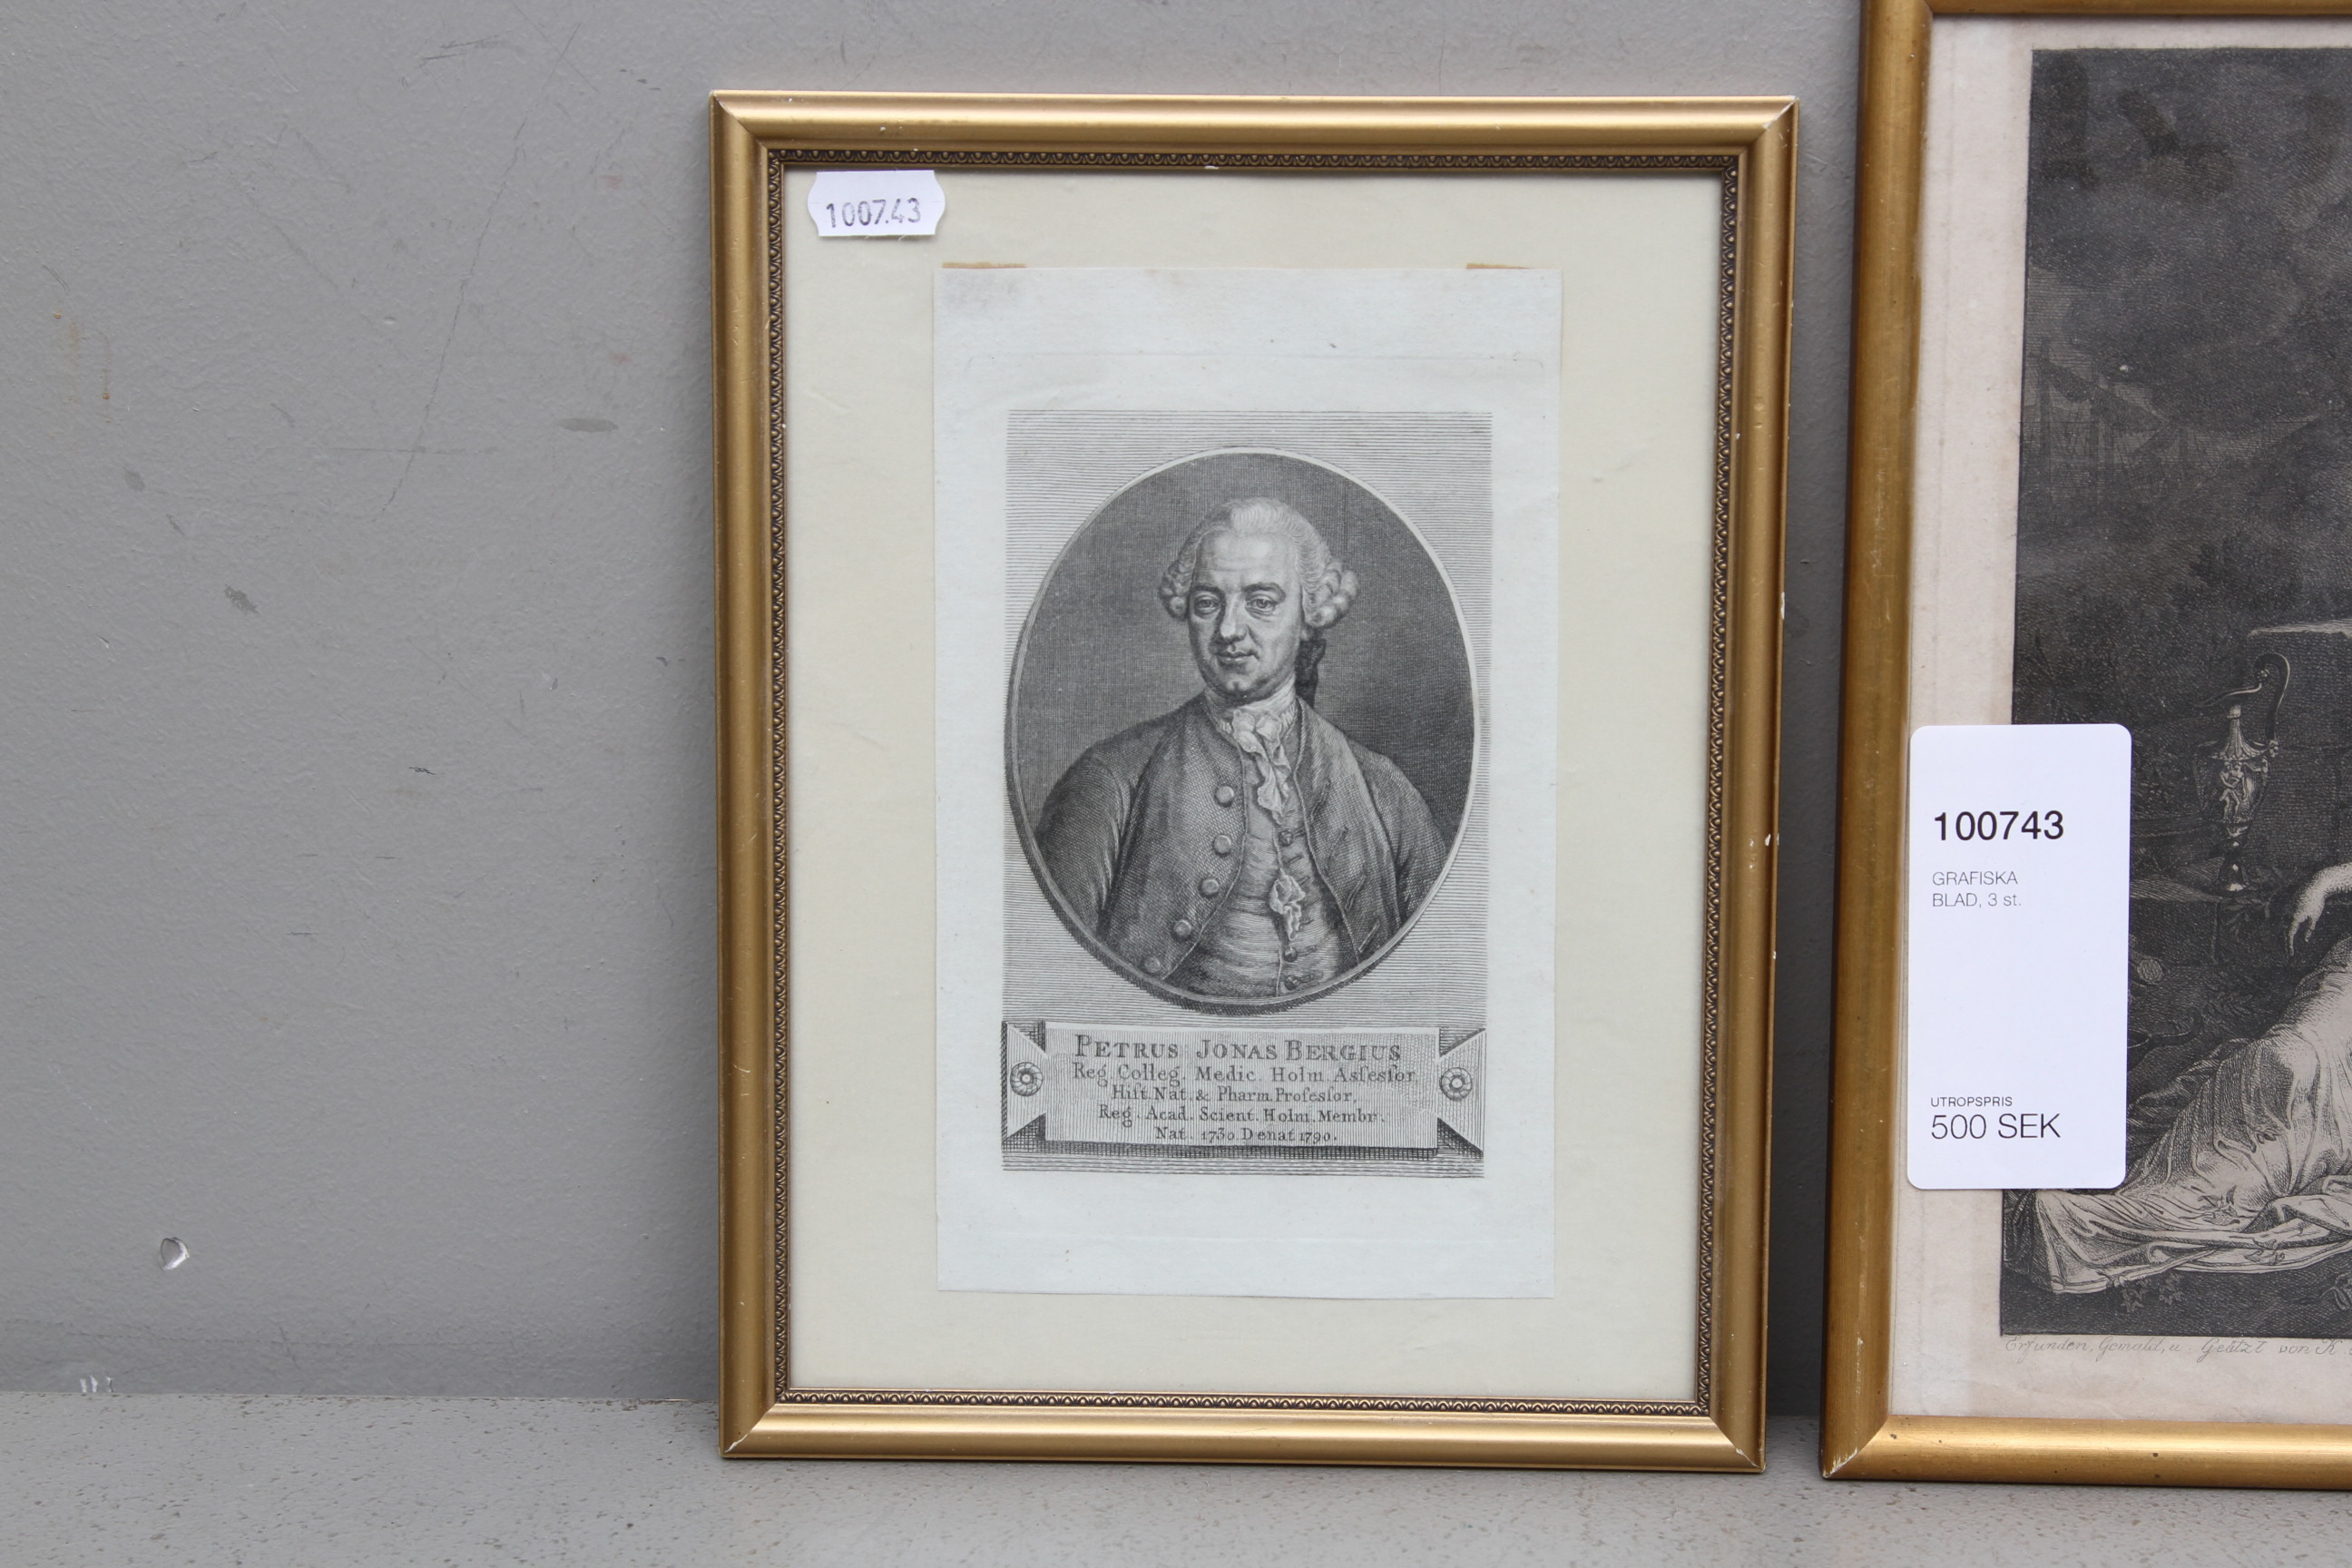 100743
PETRUS JONAS BERGIUS
Reg. Colleg. Medic. Holm. Asſeſſor,
Hiſt. Nat. & Pharm. Profeſſor,
Reg. Acad. Scient. Holm. Membr.
Nat. 1730. Denat 1790.
100743
GRAFISKA
BLAD, 3 st.
UTROPSPRIS
500 SEK
Erfunden, Gemald, u. Geätzt von K